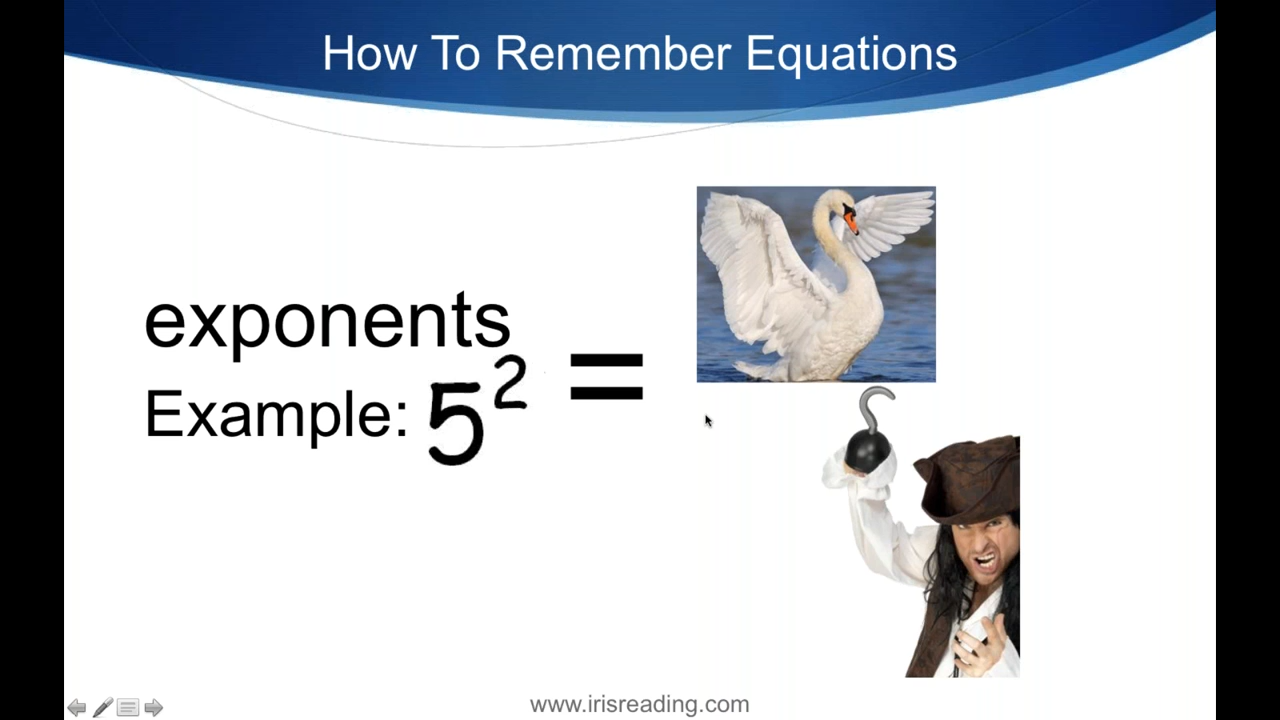 How To Remember Equations
exponents
Example: 5²
=
www.irisreading.com